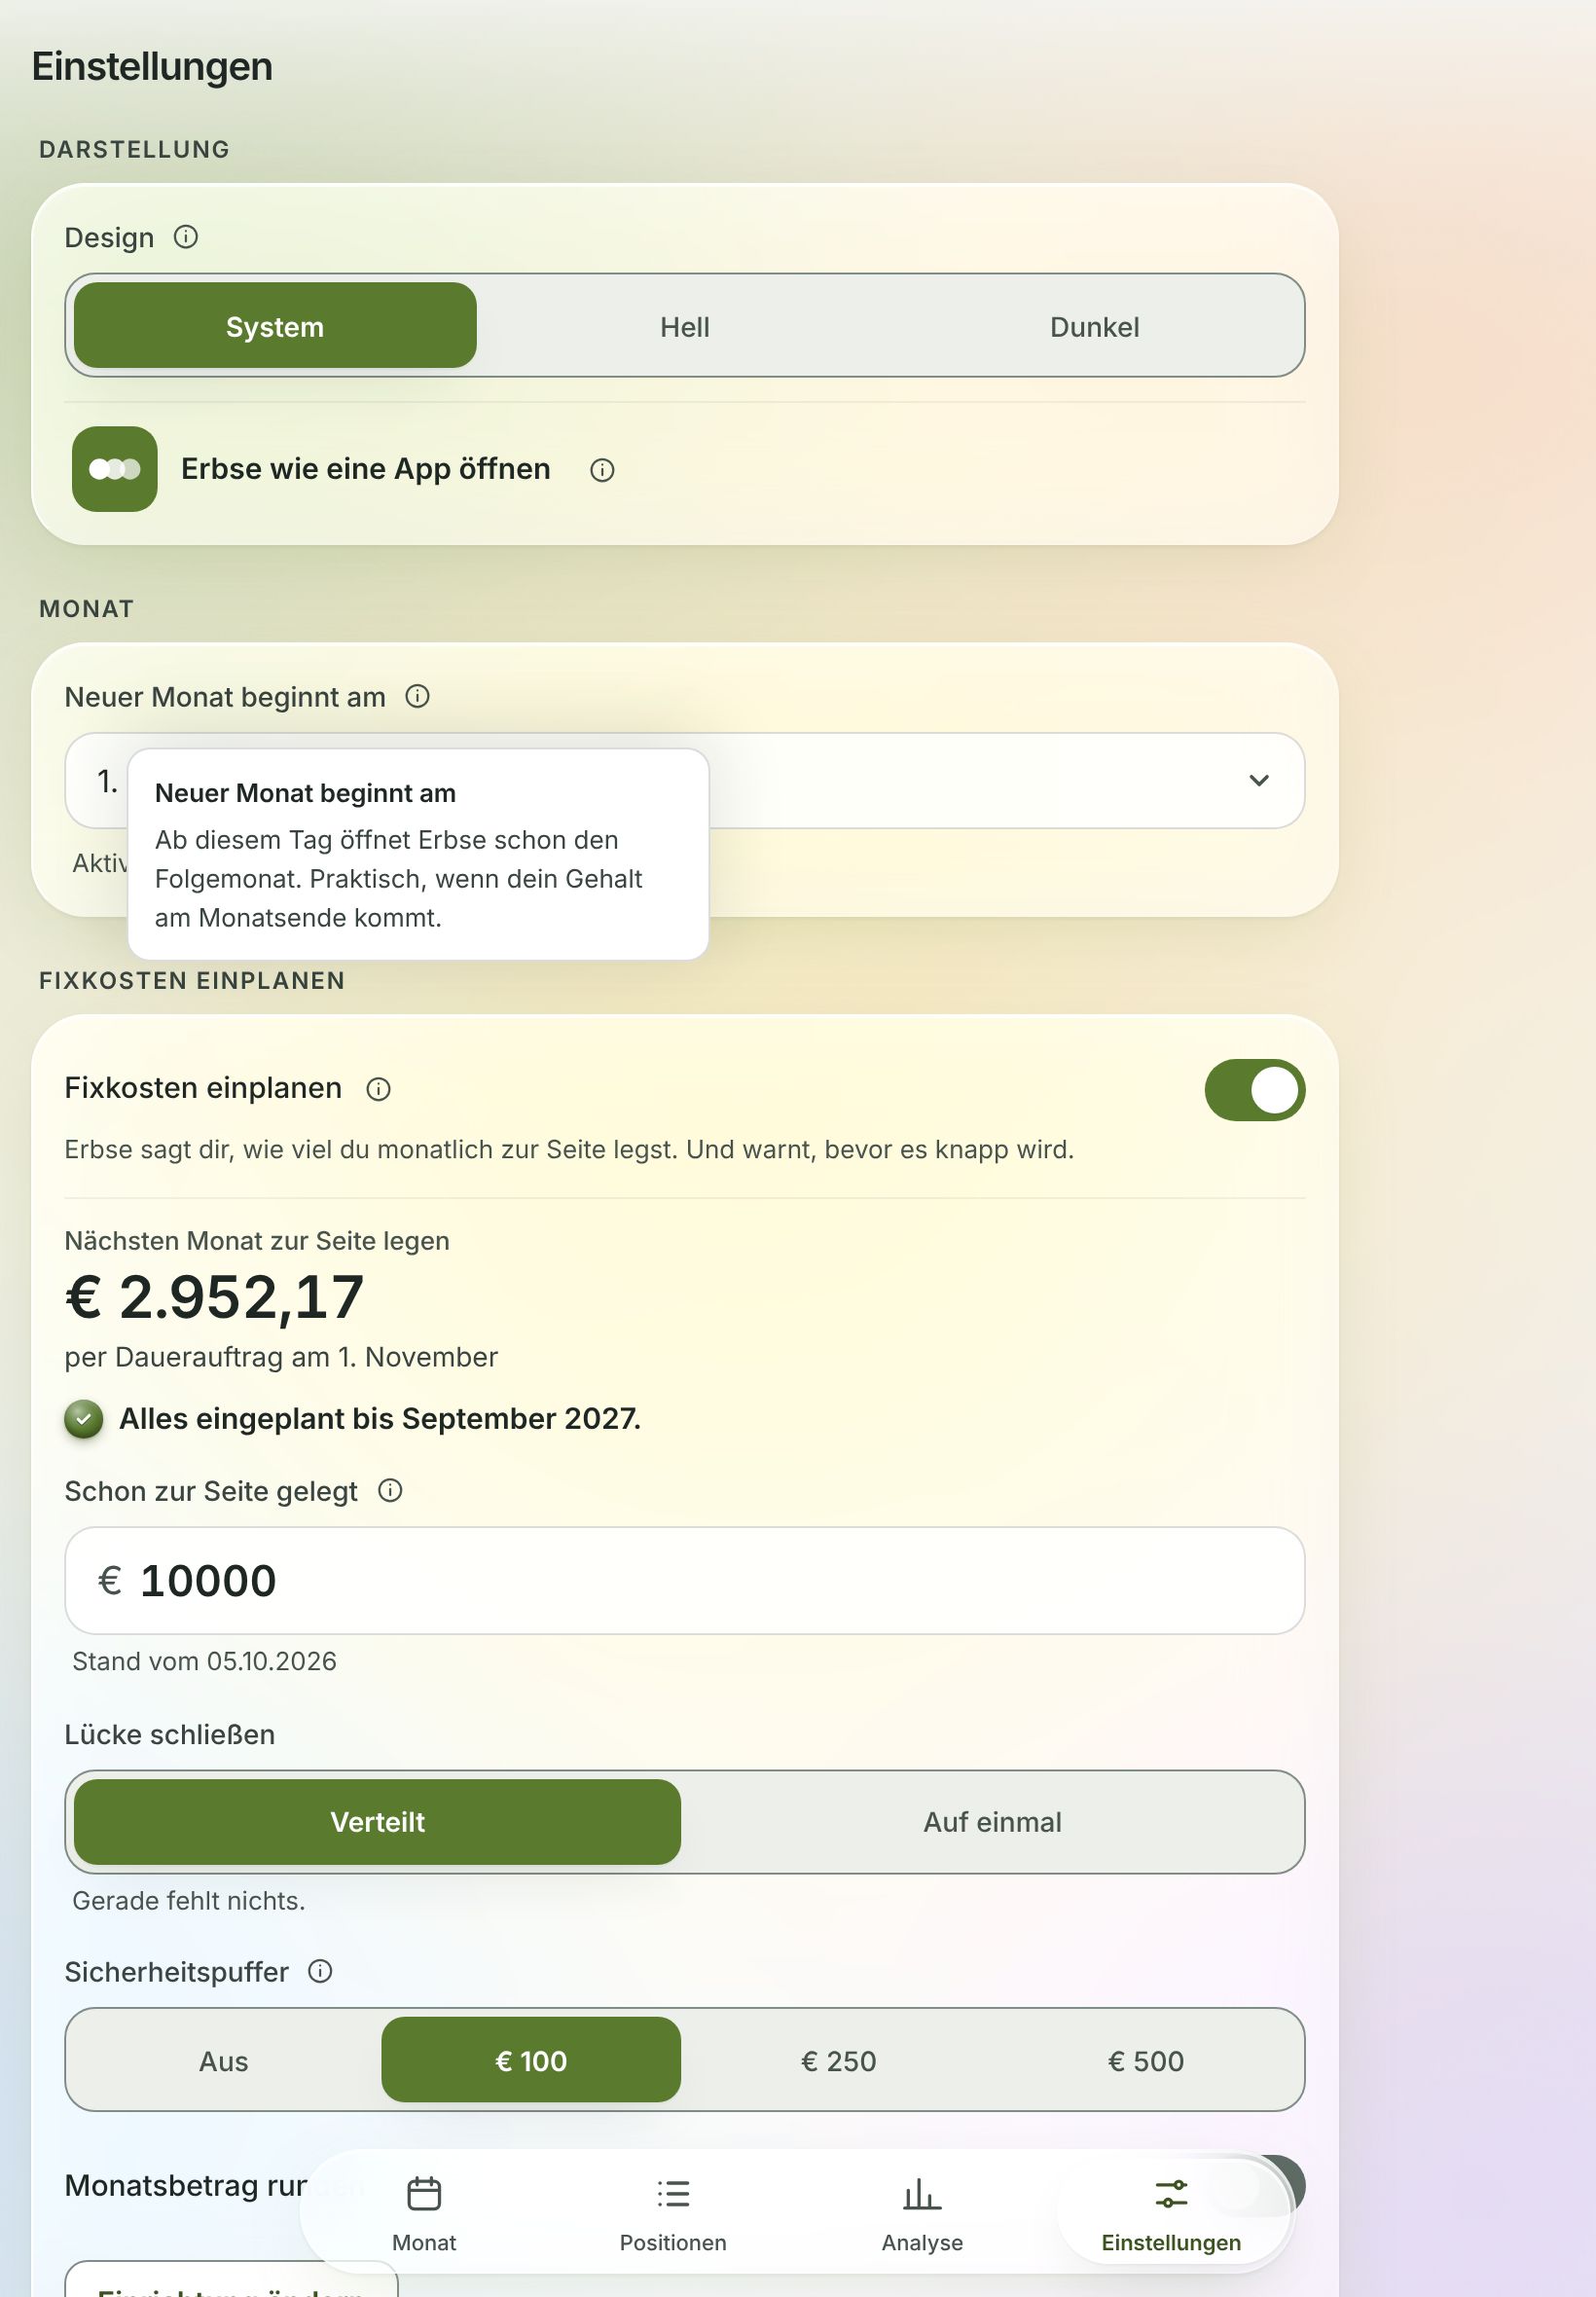 Einstellungen
DARSTELLUNG
Design
System Hell Dunkel
Erbse wie eine App öffnen
MONAT
Neuer Monat beginnt am
1.
Neuer Monat beginnt am
Ab diesem Tag öffnet Erbse schon den
Folgemonat. Praktisch, wenn dein Gehalt
am Monatsende kommt.
FIXKOSTEN EINPLANEN
Fixkosten einplanen
Erbse sagt dir, wie viel du monatlich zur Seite legst. Und warnt, bevor es knapp wird.
Nächsten Monat zur Seite legen
€ 2.952,17
per Dauerauftrag am 1. November
Alles eingeplant bis September 2027.
Schon zur Seite gelegt
€ 10000
Stand vom 05.10.2026
Lücke schließen
Verteilt Auf einmal
Gerade fehlt nichts.
Sicherheitspuffer
Aus € 100 € 250 € 500
Monatsbetrag
Monat Positionen Analyse Einstellungen